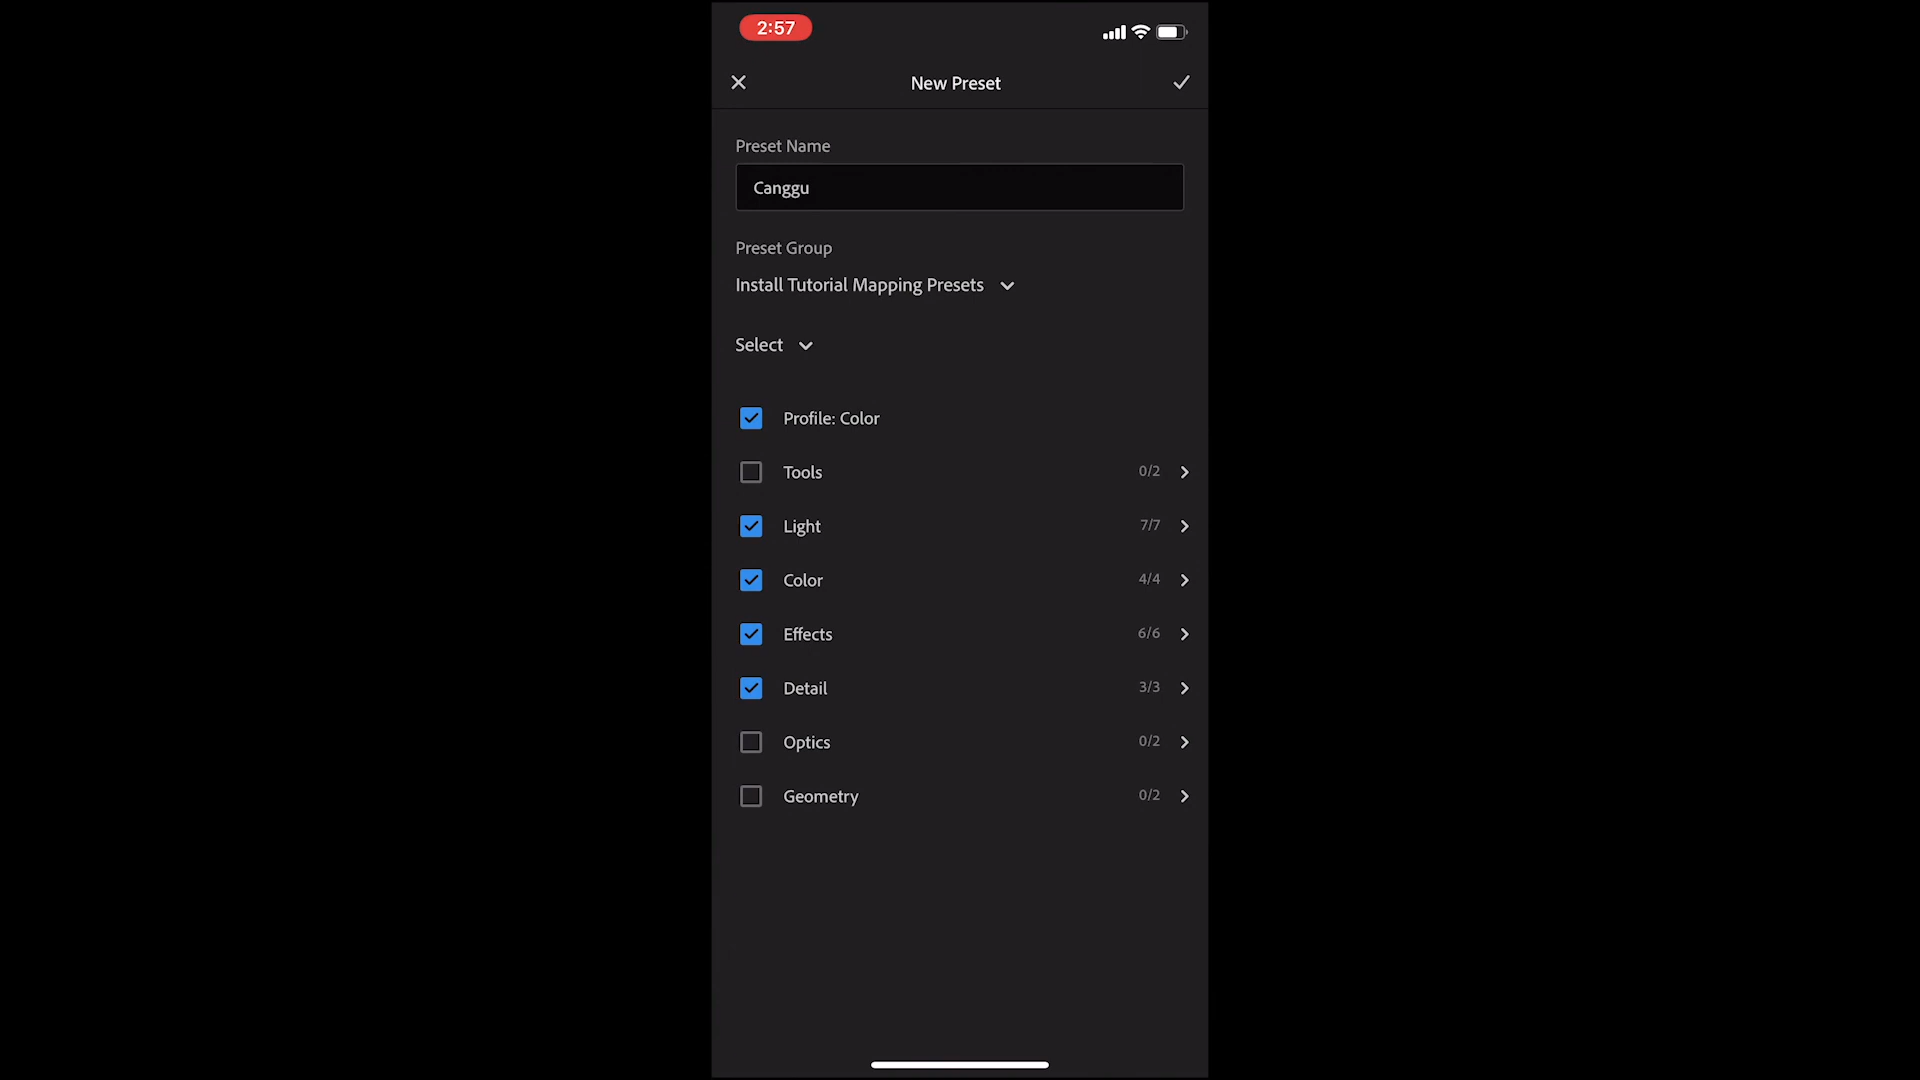 2:57
New Preset
Preset Name
Canggu
Preset Group
Install Tutorial Mapping Presets
Select
Profile: Color
Tools 0/2
Light 7/7
Color 4/4
Effects 6/6
Detail 3/3
Optics 0/2
Geometry 0/2